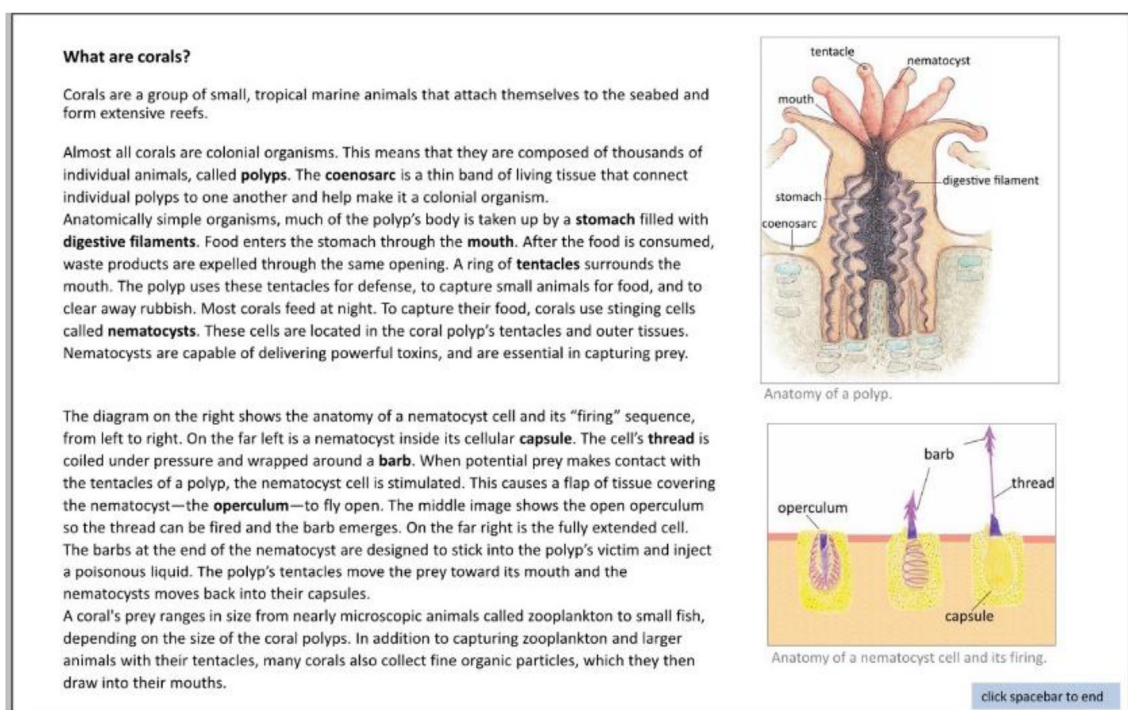 What are corals?
Corals are a group of small, tropical marine animals that attach themselves to the seabed and
form extensive reefs.
Almost all corals are colonial organisms. This means that they are composed of thousands of
individual animals, called polyps. The coenosarc is a thin band of living tissue that connect
individual polyps to one another and help make it a colonial organism.
Anatomically simple organisms, much of the polyp's body is taken up by a stomach filled with
digestive filaments. Food enters the stomach through the mouth. After the food is consumed,
waste products are expelled through the same opening. A ring of tentacles surrounds the
mouth. The polyp uses these tentacles for defense, to capture small animals for food, and to
clear away rubbish. Most corals feed at night. To capture their food, corals use stinging cells
called nematocysts. These cells are located in the coral polyp's tentacles and outer tissues.
Nematocysts are capable of delivering powerful toxins, and are essential in capturing prey.
The diagram on the right shows the anatomy of a nematocyst cell and its "firing" sequence,
from left to right. On the far left is a nematocyst inside its cellular capsule. The cell's thread is
coiled under pressure and wrapped around a barb. When potential prey makes contact with
the tentacles of a polyp, the nematocyst cell is stimulated. This causes a flap of tissue covering
the nematocyst—the operculum—to fly open. The middle image shows the open operculum
so the thread can be fired and the barb emerges. On the far right is the fully extended cell.
The barbs at the end of the nematocyst are designed to stick into the polyp's victim and inject
a poisonous liquid. The polyp's tentacles move the prey toward its mouth and the
nematocysts moves back into their capsules.
A coral's prey ranges in size from nearly microscopic animals called zooplankton to small fish,
depending on the size of the coral polyps. In addition to capturing zooplankton and larger
animals with their tentacles, many corals also collect fine organic particles, which they then
draw into their mouths.
tentacle
nematocyst
mouth
digestive filament
stomach
coenosarc
Anatomy of a polyp.
barb
thread
operculum
capsule
Anatomy of a nematocyst cell and its firing.
click spacebar to end